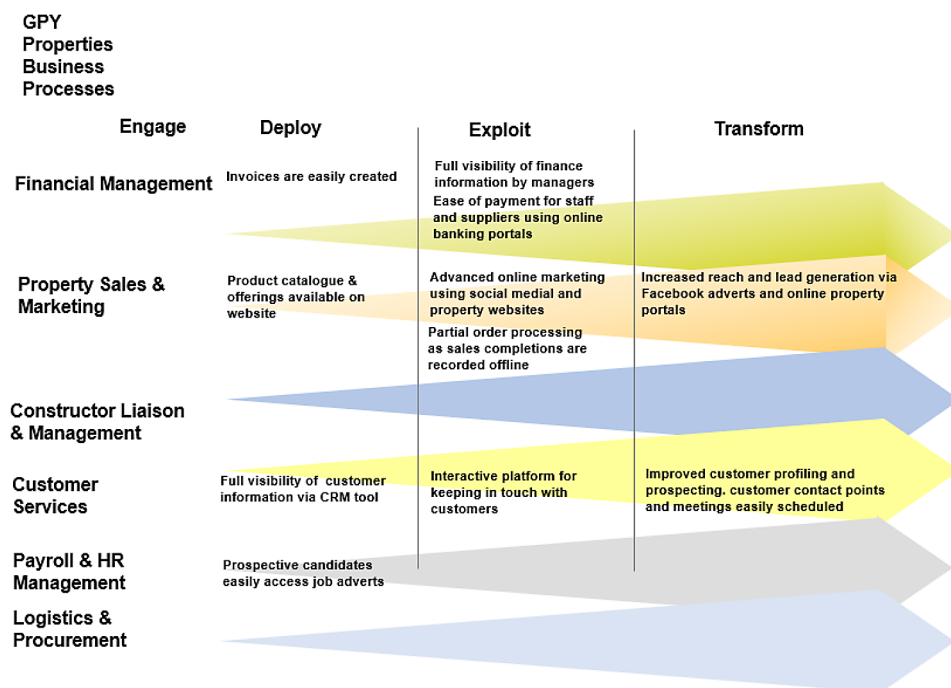 GPY
Properties
Business
Processes
Engage
Deploy
Exploit
Transform
Financial Management
Invoices are easily created
Full visibility of finance
information by managers
Ease of payment for staff
and suppliers using online
banking portals
Property Sales &
Marketing
Product catalogue &
offerings available on
website
Advanced online marketing
using social medial and
property websites
Partial order processing
as sales completions are
recorded offline
Increased reach and lead generation via
Facebook adverts and online property
portals
Constructor Liaison
& Management
Customer
Services
Full visibility of customer
information via CRM tool
Interactive platform for
keeping in touch with
customers
Improved customer profiling and
prospecting. customer contact points
and meetings easily scheduled
Payroll & HR
Management
Prospective candidates
easily access job adverts
Logistics &
Procurement